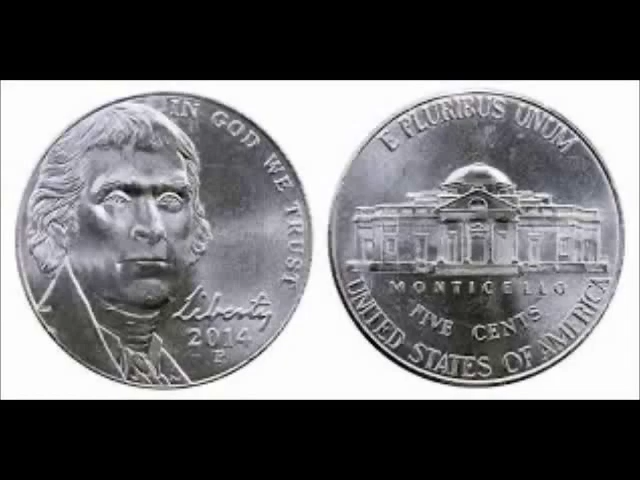 IN GOD WE TRUST
Liberty
2014
P
E PLURIBUS UNUM
MONTICELLO
FIVE CENTS
UNITED STATES OF AMERICA